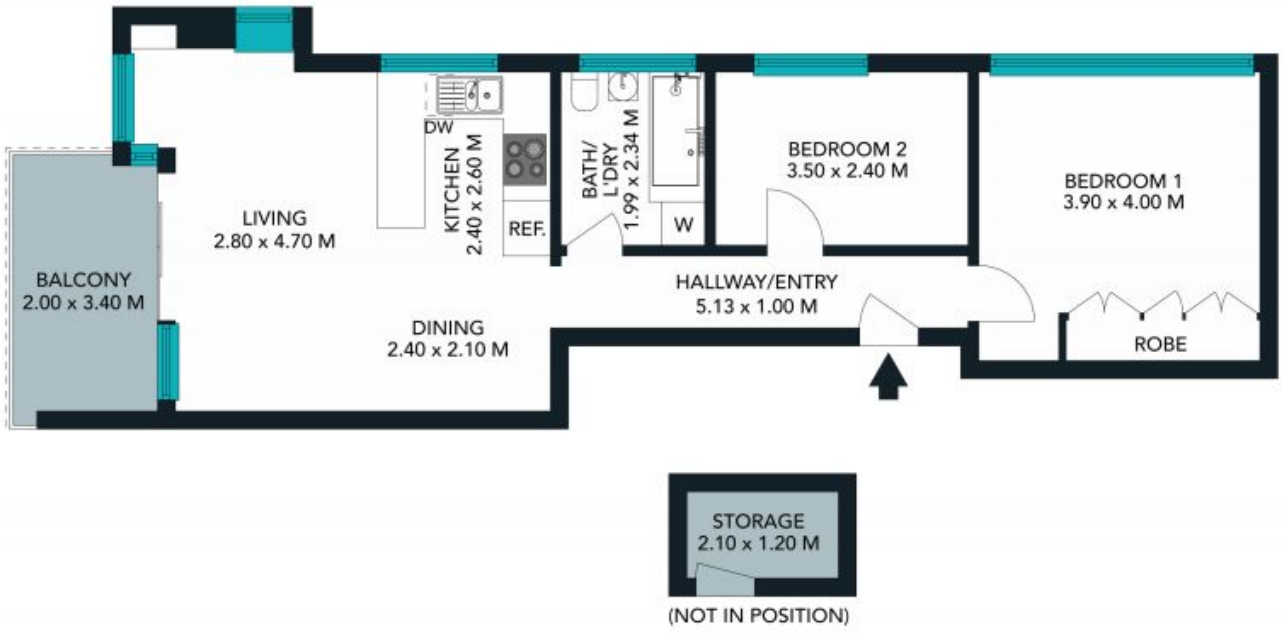 BALCONY
2.00 x 3.40 M
LIVING
2.80 x 4.70 M
DW
KITCHEN
2.40 x 2.60 M
REF.
DINING
2.40 x 2.10 M
BATH/
L'DRY
1.99 x 2.34 M
W
BEDROOM 2
3.50 x 2.40 M
BEDROOM 1
3.90 x 4.00 M
HALLWAY/ENTRY
5.13 x 1.00 M
ROBE
STORAGE
2.10 x 1.20 M
(NOT IN POSITION)